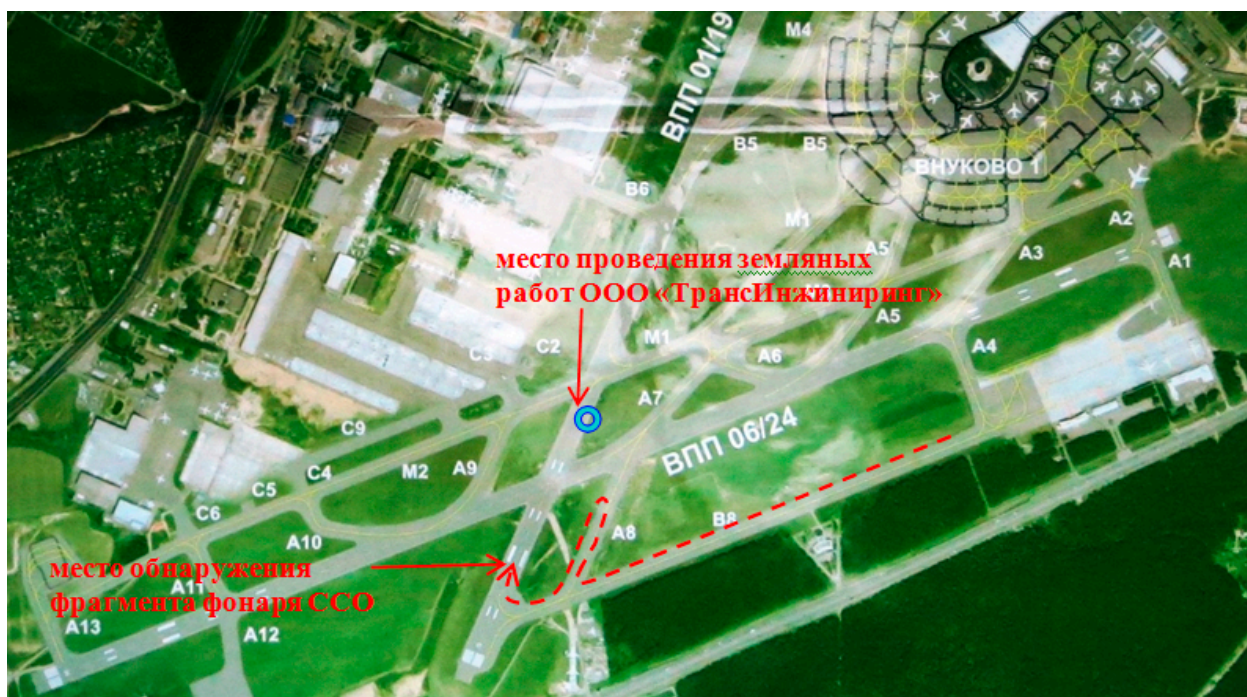 M4
ВПП 01/19
B5
B5
ВНУКОВО 1
B6
M1
A2
A5
A3
A1
место проведения земляных
работ ООО «ТрансИнжиниринг»
A5
M1
C2
C3
A6
A4
A7
ВПП 06/24
C9
M2
A9
C4
C5
C6
B8
A8
A10
место обнаружения
фрагмента фонаря ССО
A11
A13
A12